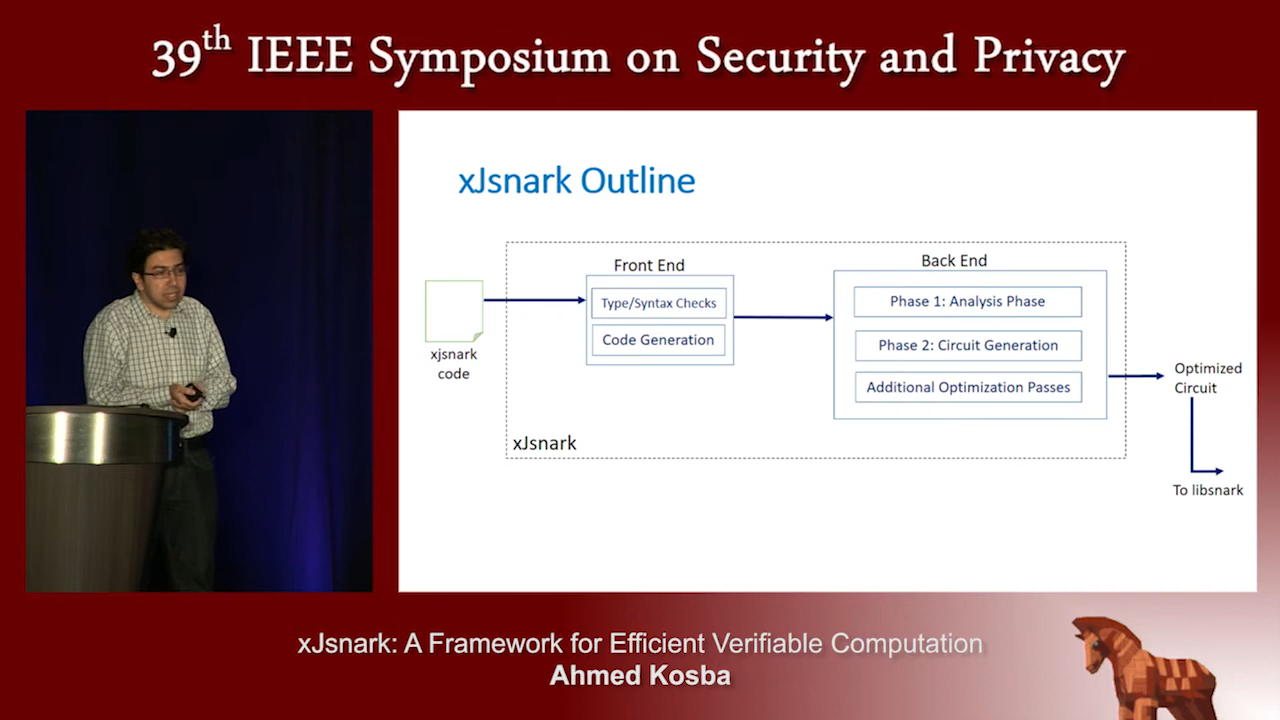 39th IEEE Symposium on Security and Privacy
xJsnark Outline
Front End
Back End
Type/Syntax Checks
Code Generation
Phase 1: Analysis Phase
Phase 2: Circuit Generation
Additional Optimization Passes
xjsnark
code
xJsnark
Optimized
Circuit
To libsnark
xJsnark: A Framework for Efficient Verifiable Computation
Ahmed Kosba